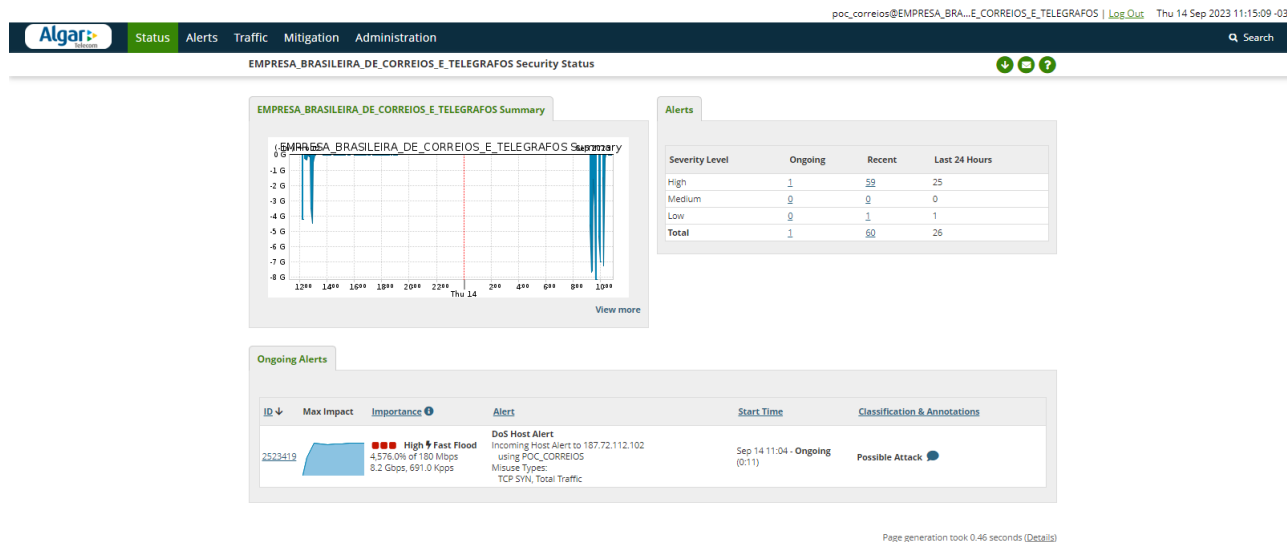 poc_correios@EMPRESA_BRA...E_CORREIOS_E_TELEGRAFOS | Log Out Thu 14 Sep 2023 11:15:09 -03
Algar Telecom
Status Alerts Traffic Mitigation Administration Search
EMPRESA_BRASILEIRA_DE_CORREIOS_E_TELEGRAFOS Security Status
EMPRESA_BRASILEIRA_DE_CORREIOS_E_TELEGRAFOS Summary
EMPRESA_BRASILEIRA_DE_CORREIOS_E_TELEGRAFOS Summary
0 G
-1 G
-2 G
-3 G
-4 G
-5 G
-6 G
-7 G
-8 G
12⁰⁰ 14⁰⁰ 16⁰⁰ 18⁰⁰ 20⁰⁰ 22⁰⁰ 2⁰⁰ 4⁰⁰ 6⁰⁰ 8⁰⁰ 10⁰⁰
Thu 14
View more
Alerts
Severity Level Ongoing Recent Last 24 Hours
High 1 59 25
Medium 0 0 0
Low 0 1 1
Total 1 60 26
Ongoing Alerts
ID Max Impact Importance Alert Start Time Classification & Annotations
2523419
High Fast Flood
4,576.0% of 180 Mbps
8.2 Gbps, 691.0 Kpps
DoS Host Alert
Incoming Host Alert to 187.72.112.102
using POC_CORREIOS
Misuse Types:
TCP SYN, Total Traffic
Sep 14 11:04 - Ongoing
(0:11)
Possible Attack
Page generation took 0.46 seconds (Details)